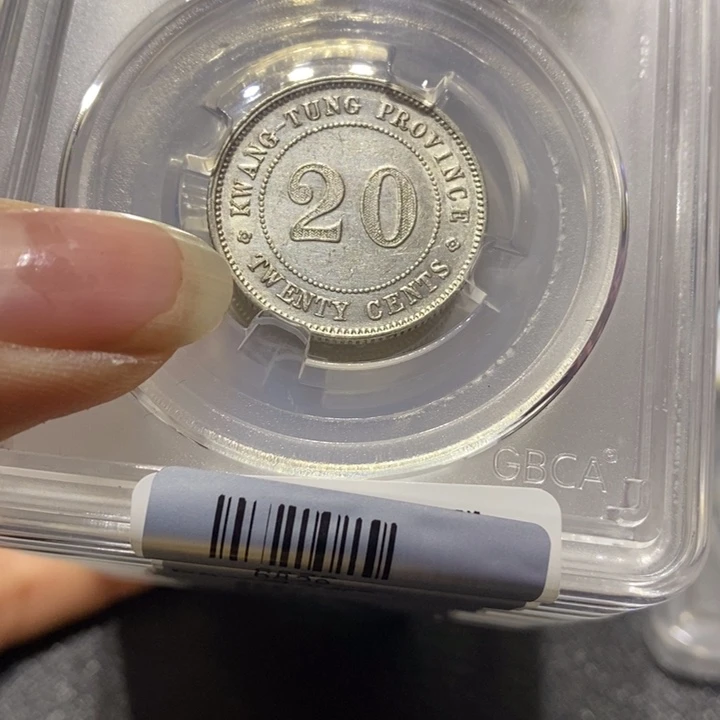 KWANG-TUNG PROVINCE
20
TWENTY CENTS
GBCA